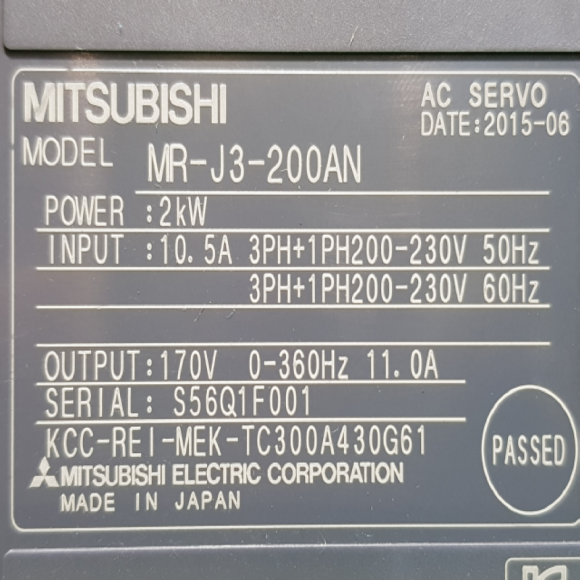 MITSUBISHI
AC SERVO
DATE:2015-06
MODEL MR-J3-200AN
POWER :2kW
INPUT :10.5A 3PH+1PH200-230V 50Hz
3PH+1PH200-230V 60Hz
OUTPUT:170V 0-360Hz 11.0A
SERIAL: S56Q1F001
KCC-REI-MEK-TC300A430G61
PASSED
MITSUBISHI ELECTRIC CORPORATION
MADE IN JAPAN